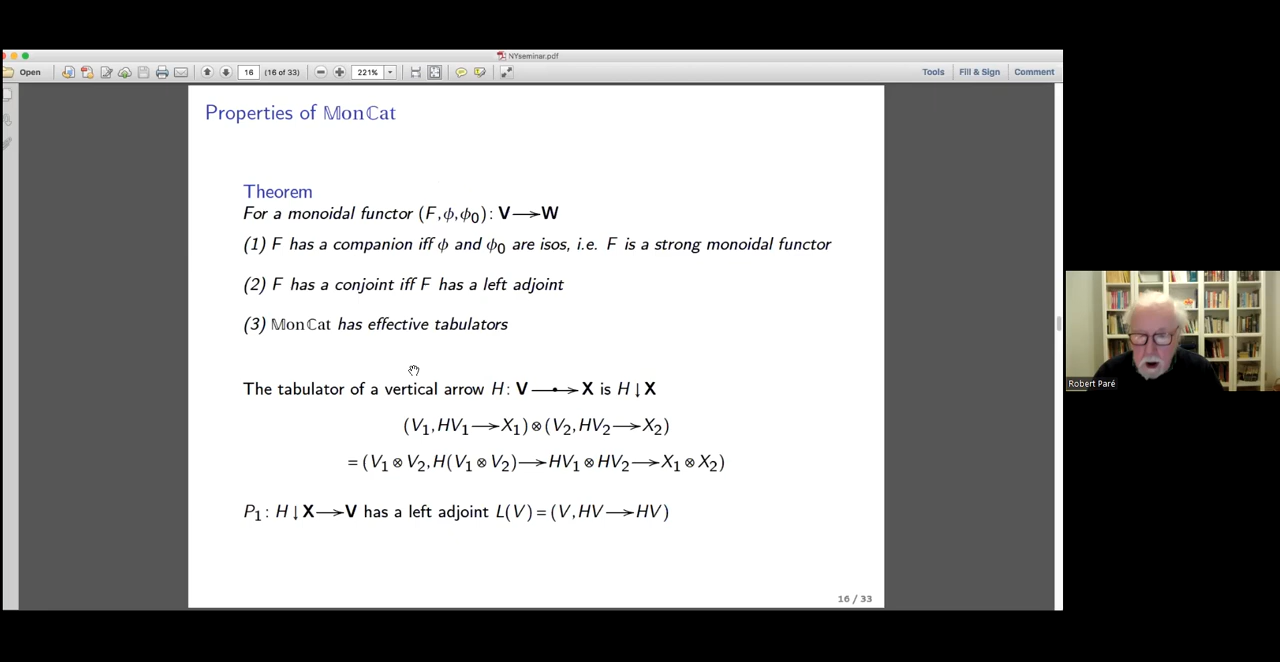 NYseminar.pdf
Open
16
(16 of 33)
221%
Tools
Fill & Sign
Comment
Properties of 𝕄on ℂat
Theorem
For a monoidal functor (F, ϕ, ϕ₀): V ⟶ W
(1) F has a companion iff ϕ and ϕ₀ are isos, i.e. F is a strong monoidal functor
(2) F has a conjoint iff F has a left adjoint
(3) 𝕄onℂat has effective tabulators
The tabulator of a vertical arrow H: V —•→ X is H ↓ X
(V₁, HV₁ ⟶ X₁) ⊗ (V₂, HV₂ ⟶ X₂)
= (V₁ ⊗ V₂, H(V₁ ⊗ V₂) ⟶ HV₁ ⊗ HV₂ ⟶ X₁ ⊗ X₂)
P₁: H ↓ X ⟶ V has a left adjoint L(V) = (V, HV ⟶ HV)
16 / 33
Robert Paré